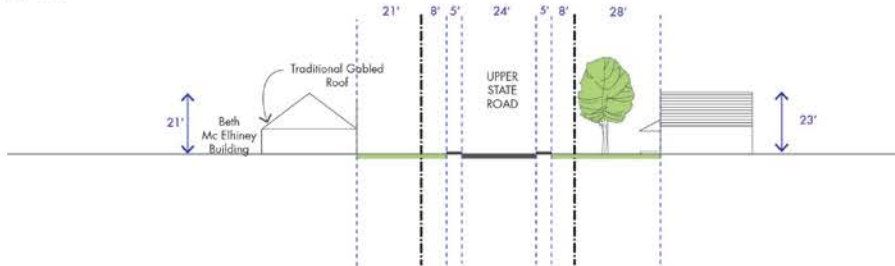 21' 8' 5' 24' 5' 8' 28'
Traditional Gabled
Roof
UPPER
STATE
ROAD
21'
Beth
Mc Elhiney
Building
23'